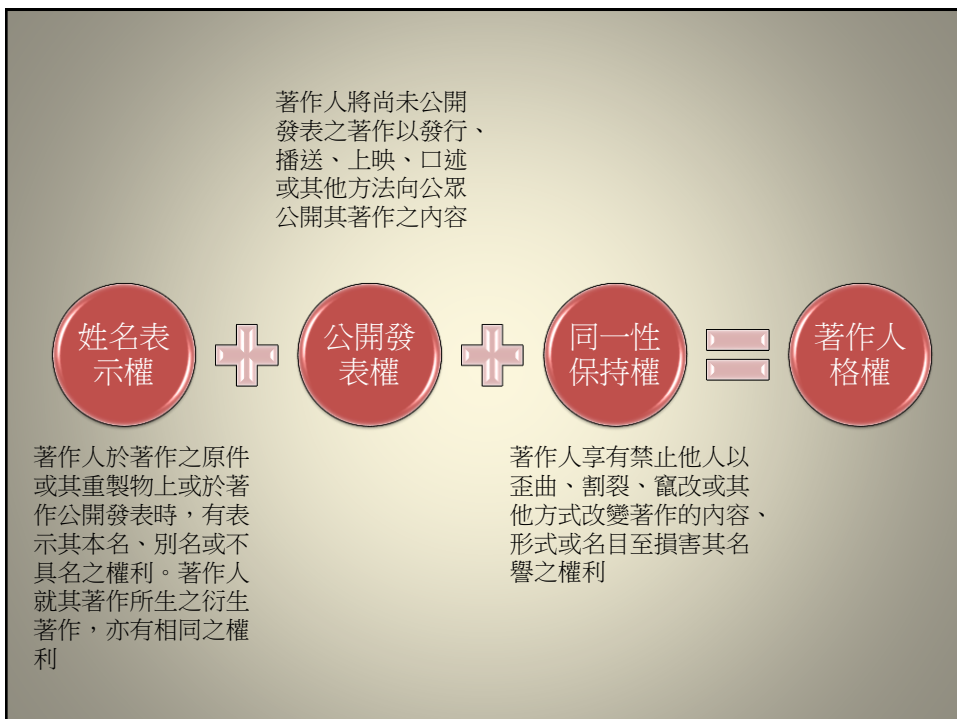 著作人將尚未公開
發表之著作以發行、
播送、上映、口述
或其他方法向公眾
公開其著作之內容
姓名表
示權
公開發
表權
同一性
保持權
著作人
格權
著作人於著作之原件
或其重製物上或於著
作公開發表時，有表
示其本名、別名或不
具名之權利。著作人
就其著作所生之衍生
著作，亦有相同之權
利
著作人享有禁止他人以
歪曲、割裂、竄改或其
他方式改變著作的內容、
形式或名目至損害其名
譽之權利